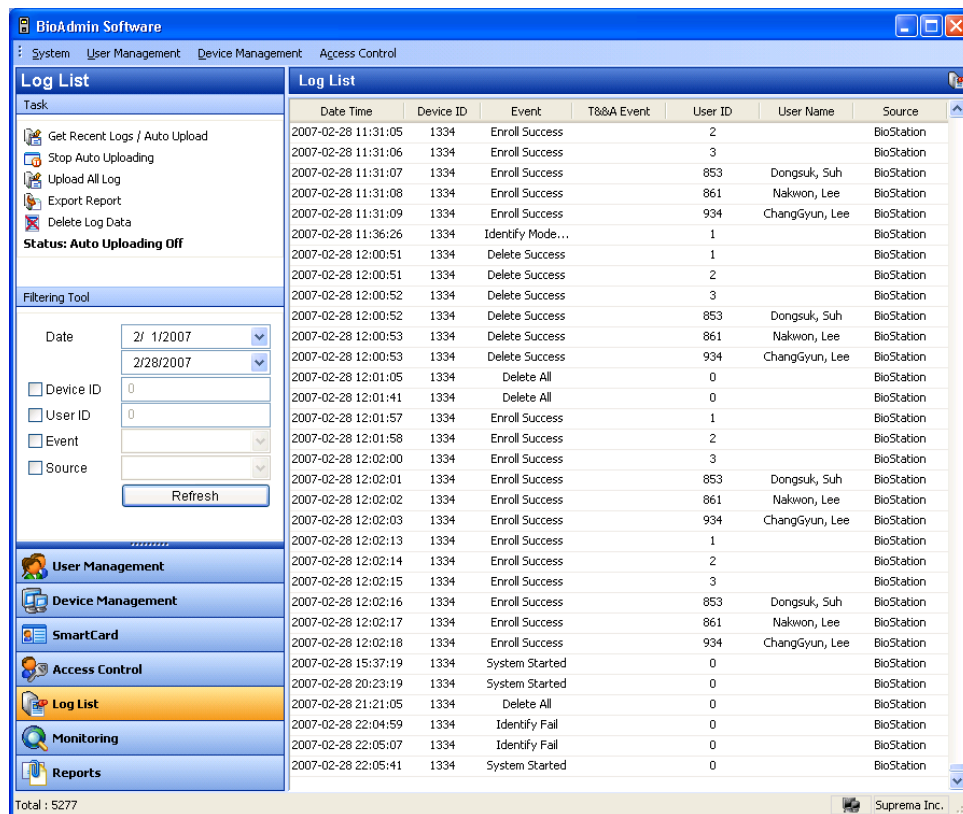 BioAdmin Software
System User Management Device Management Access Control
Log List
Task
Get Recent Logs / Auto Upload
Stop Auto Uploading
Upload All Log
Export Report
Delete Log Data
Status: Auto Uploading Off
Filtering Tool
Date 2/ 1/2007
2/28/2007
Device ID 0
User ID 0
Event
Source
Refresh
User Management
Device Management
SmartCard
Access Control
Log List
Monitoring
Reports
Log List
Date Time Device ID Event T&&A Event User ID User Name Source
2007-02-28 11:31:05 1334 Enroll Success 2 BioStation
2007-02-28 11:31:06 1334 Enroll Success 3 BioStation
2007-02-28 11:31:07 1334 Enroll Success 853 Dongsuk, Suh BioStation
2007-02-28 11:31:08 1334 Enroll Success 861 Nakwon, Lee BioStation
2007-02-28 11:31:09 1334 Enroll Success 934 ChangGyun, Lee BioStation
2007-02-28 11:36:26 1334 Identify Mode... 1 BioStation
2007-02-28 12:00:51 1334 Delete Success 1 BioStation
2007-02-28 12:00:51 1334 Delete Success 2 BioStation
2007-02-28 12:00:52 1334 Delete Success 3 BioStation
2007-02-28 12:00:52 1334 Delete Success 853 Dongsuk, Suh BioStation
2007-02-28 12:00:53 1334 Delete Success 861 Nakwon, Lee BioStation
2007-02-28 12:00:53 1334 Delete Success 934 ChangGyun, Lee BioStation
2007-02-28 12:01:05 1334 Delete All 0 BioStation
2007-02-28 12:01:41 1334 Delete All 0 BioStation
2007-02-28 12:01:57 1334 Enroll Success 1 BioStation
2007-02-28 12:01:58 1334 Enroll Success 2 BioStation
2007-02-28 12:02:00 1334 Enroll Success 3 BioStation
2007-02-28 12:02:01 1334 Enroll Success 853 Dongsuk, Suh BioStation
2007-02-28 12:02:02 1334 Enroll Success 861 Nakwon, Lee BioStation
2007-02-28 12:02:03 1334 Enroll Success 934 ChangGyun, Lee BioStation
2007-02-28 12:02:13 1334 Enroll Success 1 BioStation
2007-02-28 12:02:14 1334 Enroll Success 2 BioStation
2007-02-28 12:02:15 1334 Enroll Success 3 BioStation
2007-02-28 12:02:16 1334 Enroll Success 853 Dongsuk, Suh BioStation
2007-02-28 12:02:17 1334 Enroll Success 861 Nakwon, Lee BioStation
2007-02-28 12:02:18 1334 Enroll Success 934 ChangGyun, Lee BioStation
2007-02-28 15:37:19 1334 System Started 0 BioStation
2007-02-28 20:23:19 1334 System Started 0 BioStation
2007-02-28 21:21:05 1334 Delete All 0 BioStation
2007-02-28 22:04:59 1334 Identify Fail 0 BioStation
2007-02-28 22:05:07 1334 Identify Fail 0 BioStation
2007-02-28 22:05:41 1334 System Started 0 BioStation
Total : 5277 Suprema Inc.